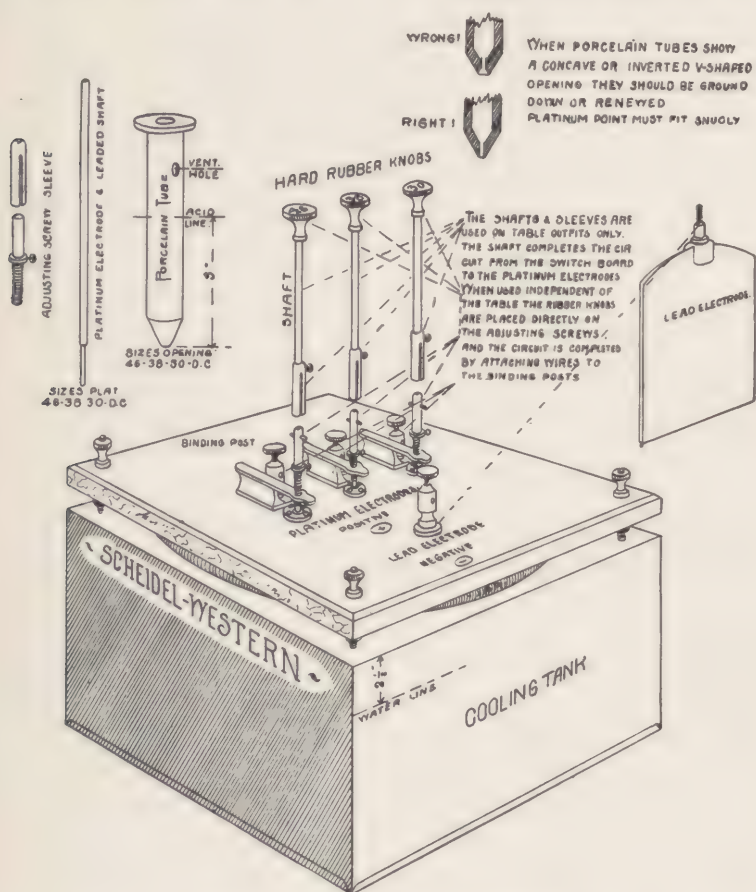 WRONG!
WHEN PORCELAIN TUBES SHOW
A CONCAVE OR INVERTED V-SHAPED
OPENING THEY SHOULD BE GROUND
DOWN OR RENEWED
PLATINUM POINT MUST FIT SNUGLY
RIGHT!
ADJUSTING SCREW SLEEVE
PLATINUM ELECTRODE & LEADED SHAFT
SIZES PLAT
46-38 30-D.C
PORCELAIN TUBE
VENT.
HOLE
ACID
LINE
SIZES OPENING
46-38-30-D.C
HARD RUBBER KNOBS
SHAFT
THE SHAFTS & SLEEVES ARE
USED ON TABLE OUTFITS ONLY.
THE SHAFT COMPLETES THE CIR
CUIT FROM THE SWITCH BOARD
TO THE PLATINUM ELECTRODES
WHEN USED INDEPENDENT OF
THE TABLE THE RUBBER KNOBS
ARE PLACED DIRECTLY ON
THE ADJUSTING SCREWS
AND THE CIRCUIT IS COMPLETED
BY ATTACHING WIRES TO
THE BINDING POSTS
LEAD ELECTRODE.
BINDING POST
PLATINUM ELECTRODE
POSITIVE
LEAD ELECTRODE
NEGATIVE
SCHEIDEL-WESTERN
WATER LINE
COOLING TANK